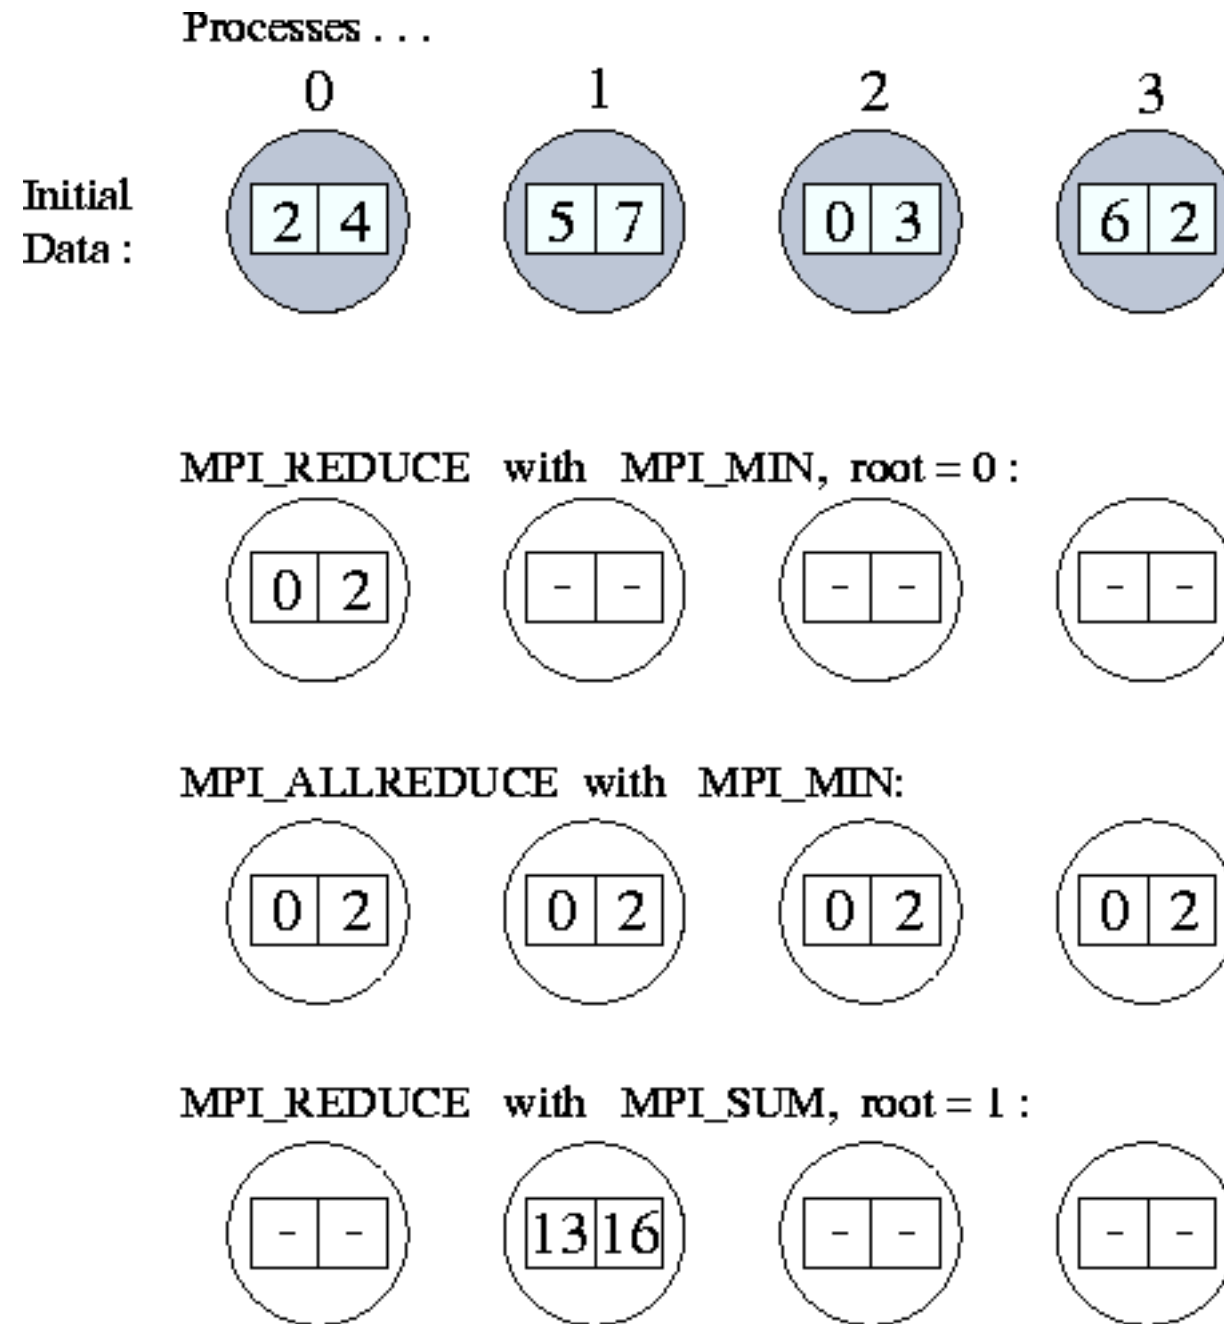 Processes . . .
0 1 2 3
Initial
Data :
2 4 5 7 0 3 6 2
MPI_REDUCE with MPI_MIN, root = 0 :
0 2 - - - - - -
MPI_ALLREDUCE with MPI_MIN:
0 2 0 2 0 2 0 2
MPI_REDUCE with MPI_SUM, root = 1 :
- - 13 16 - - - -